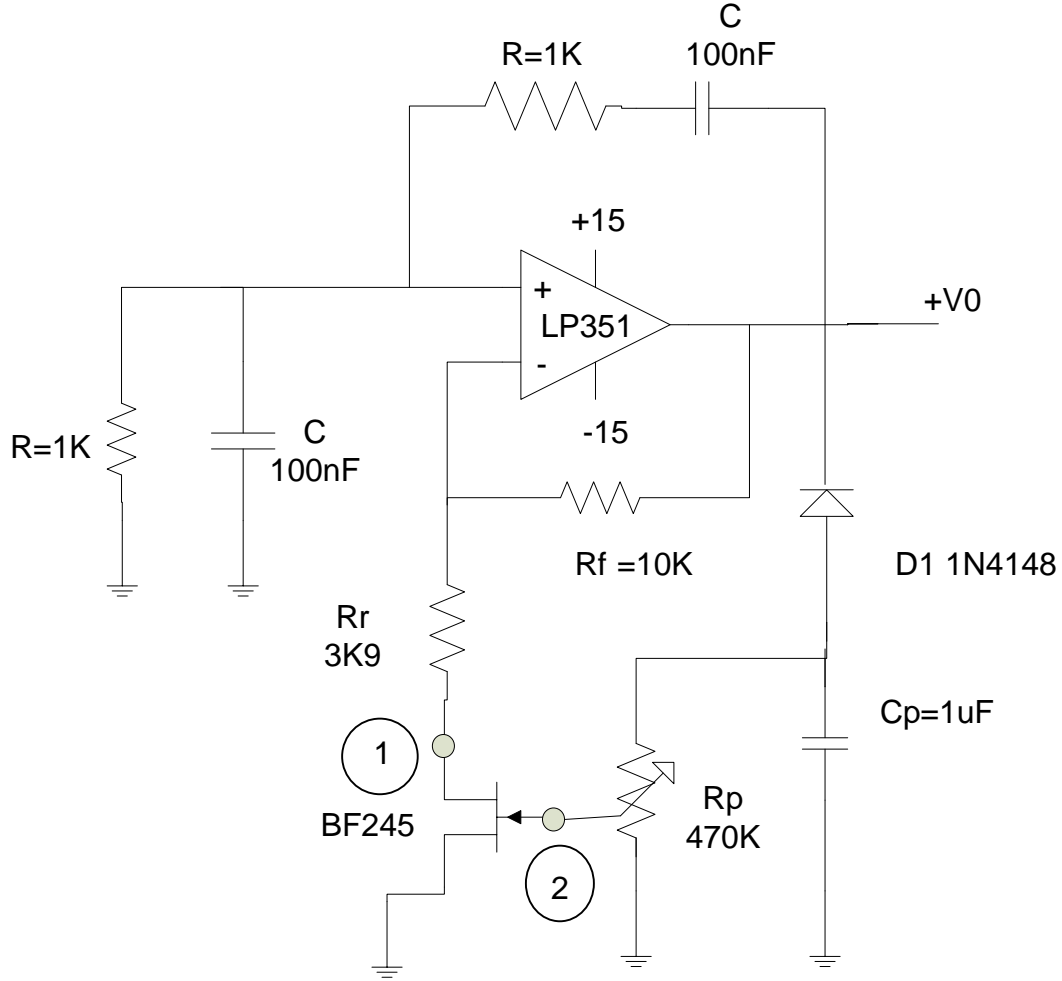 C
R=1K
100nF
+15
+V0
+
LP351
-
-15
R=1K
C
100nF
Rf =10K
D1 1N4148
Rr
3K9
Cp=1uF
1
Rp
470K
BF245
2